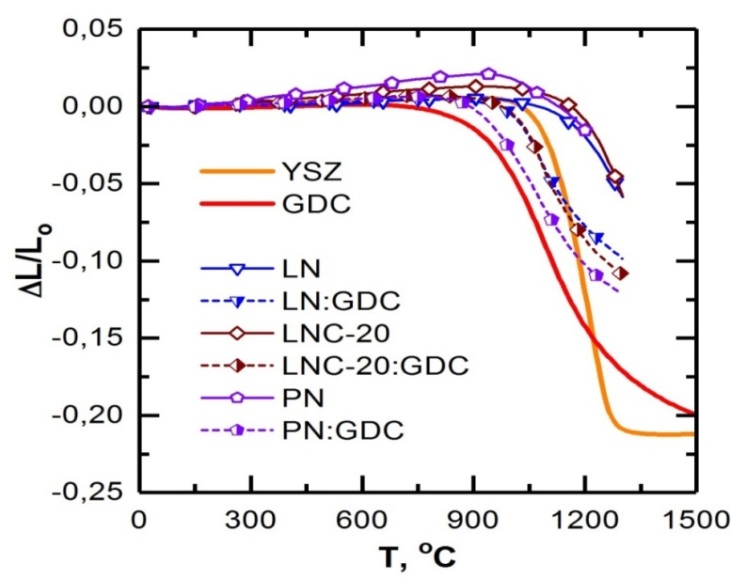 0,05
0,00
-0,05
-0,10
-0,15
-0,20
-0,25
ΔL/Lo
YSZ
GDC
LN
LN:GDC
LNC-20
LNC-20:GDC
PN
PN:GDC
0 300 600 900 1200 1500
T, °C